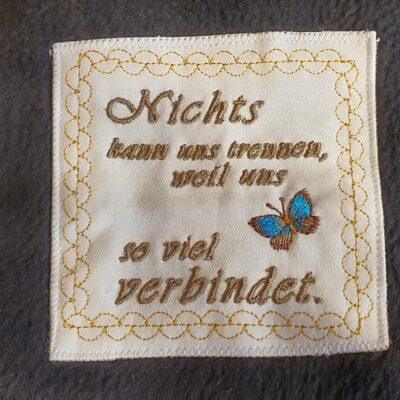 Nichts
kann uns trennen,
weil uns
so viel
verbindet.